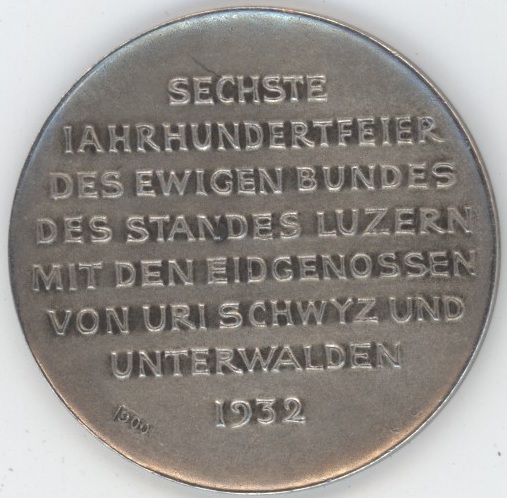 SECHSTE
IAHRHUNDERTFEIER
DES EWIGEN BUNDES
DES STANDES LUZERN
MIT DEN EIDGENOSSEN
VON URI SCHWYZ UND
UNTERWALDEN
1932